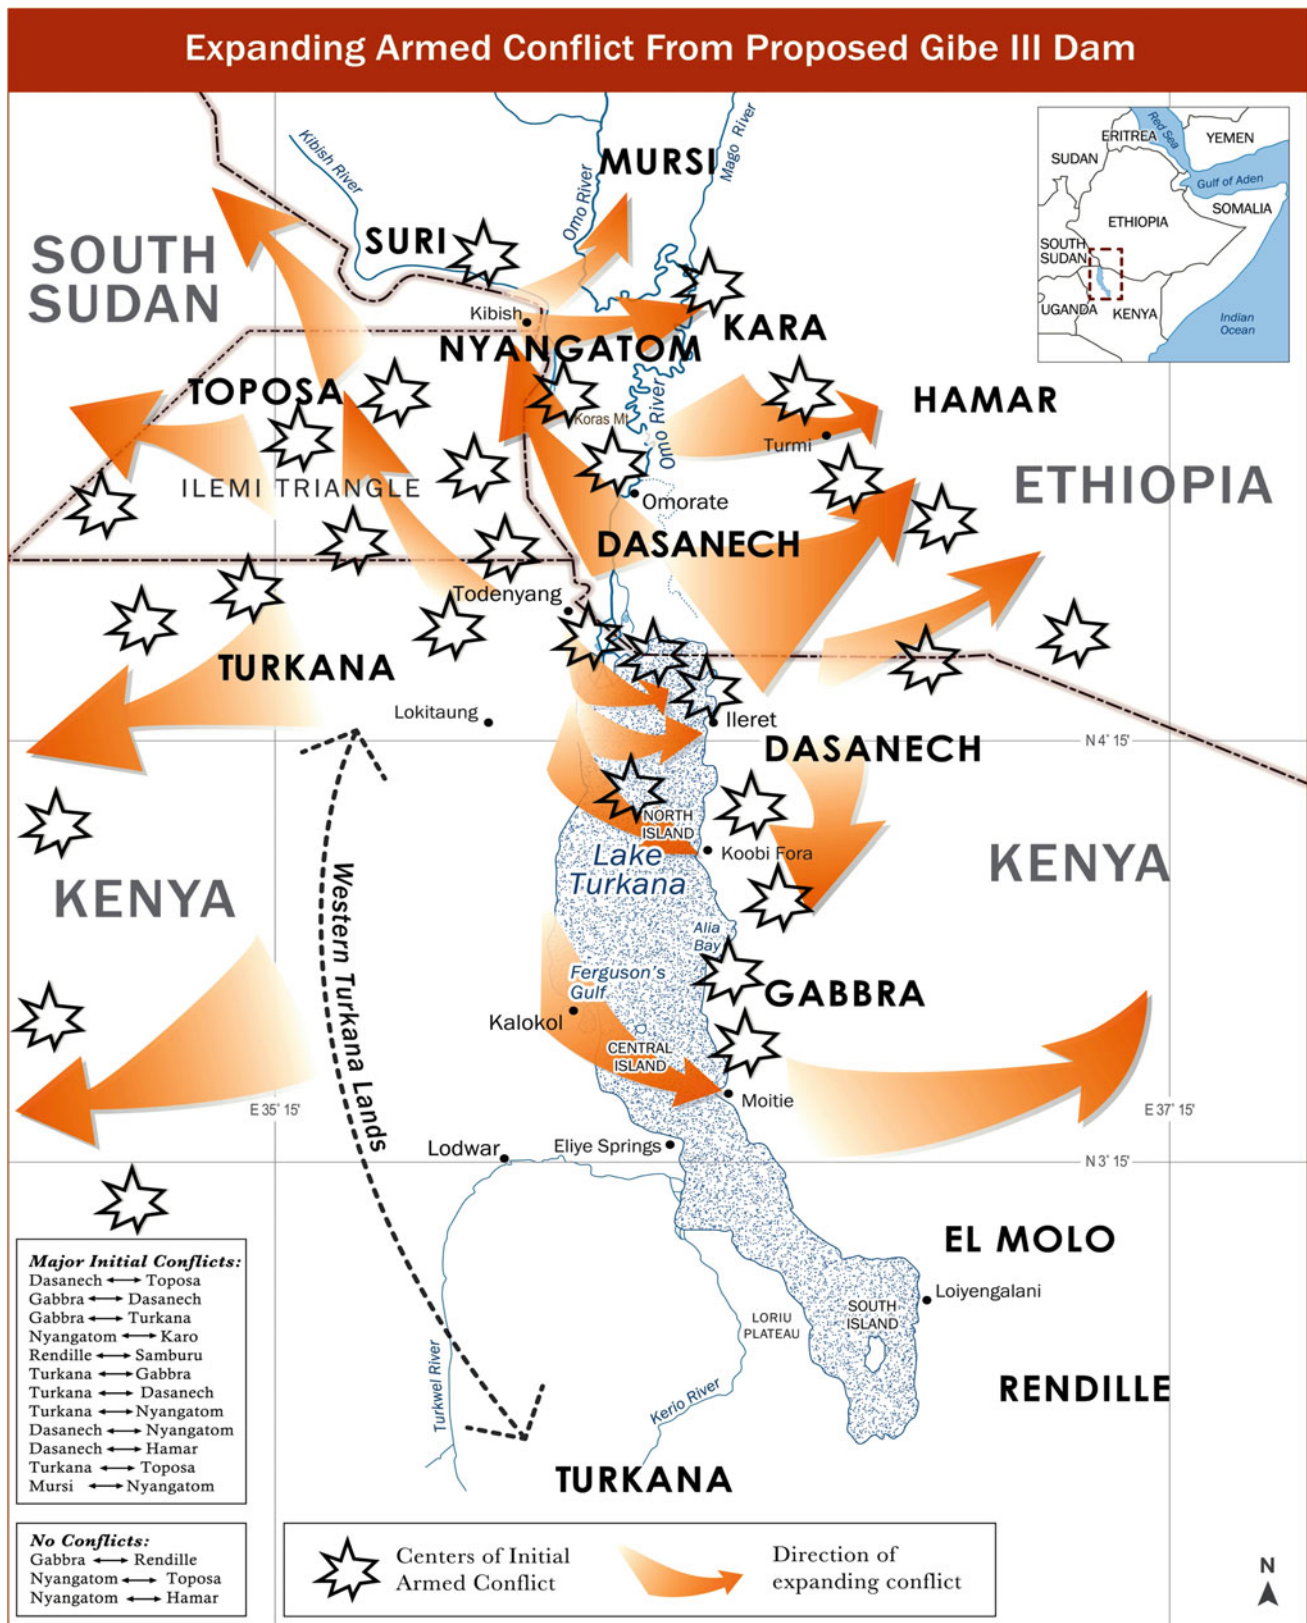 Expanding Armed Conflict From Proposed Gibe III Dam
Kibish River
MURSI
Mago River
Omo River
SURI
SOUTH
SUDAN
Kibish
NYANGATOM
KARA
TOPOSA
Koras Mt.
Omo River
HAMAR
Turmi
ILEMI TRIANGLE
Omorate
ETHIOPIA
DASANECH
Todenyang
TURKANA
Lokitaung
Ileret
DASANECH
N 4° 15'
NORTH
ISLAND
Koobi Fora
Lake
Turkana
KENYA
KENYA
Western Turkana Lands
Alia
Bay
Ferguson's
Gulf
GABBRA
Kalokol
CENTRAL
ISLAND
Moitie
E 35° 15'
E 37° 15'
Lodwar
Eliye Springs
N 3° 15'
EL MOLO
Loiyengalani
SOUTH
ISLAND
LORIU
PLATEAU
Turkwel River
Kerio River
RENDILLE
TURKANA
ERITREA
Red Sea
YEMEN
SUDAN
Gulf of Aden
SOMALIA
ETHIOPIA
SOUTH
SUDAN
UGANDA
KENYA
Indian
Ocean
Major Initial Conflicts:
Dasanech ↔ Toposa
Gabbra ↔ Dasanech
Gabbra ↔ Turkana
Nyangatom ↔ Karo
Rendille ↔ Samburu
Turkana ↔ Gabbra
Turkana ↔ Dasanech
Turkana ↔ Nyangatom
Dasanech ↔ Nyangatom
Dasanech ↔ Hamar
Turkana ↔ Toposa
Mursi ↔ Nyangatom
No Conflicts:
Gabbra ↔ Rendille
Nyangatom ↔ Toposa
Nyangatom ↔ Hamar
Centers of Initial
Armed Conflict
Direction of
expanding conflict
N